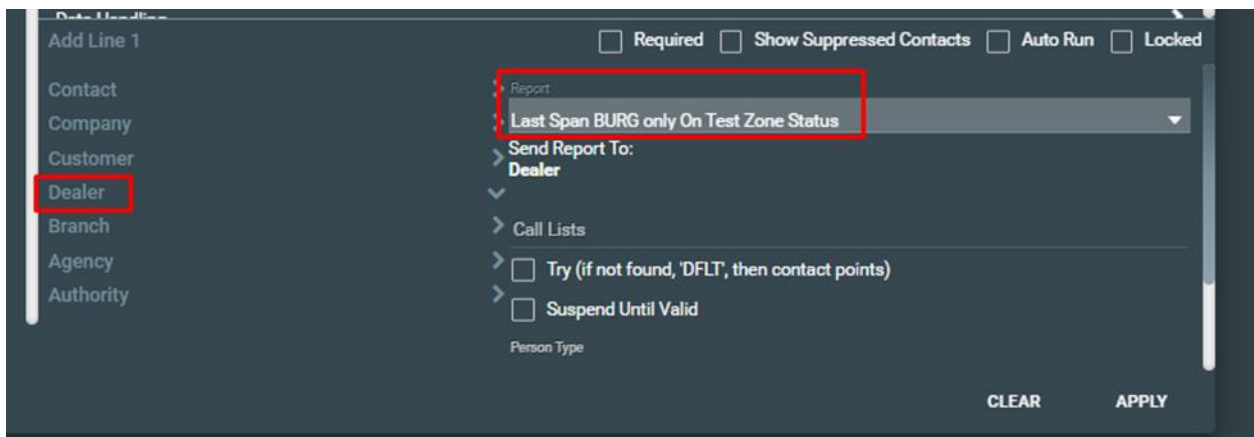 Data Handling
Add Line 1
Required Show Suppressed Contacts Auto Run Locked
Contact
Company
Customer
Dealer
Branch
Agency
Authority
Report
Last Span BURG only On Test Zone Status
Send Report To:
Dealer
Call Lists
Try (if not found, 'DFLT', then contact points)
Suspend Until Valid
Person Type
CLEAR APPLY